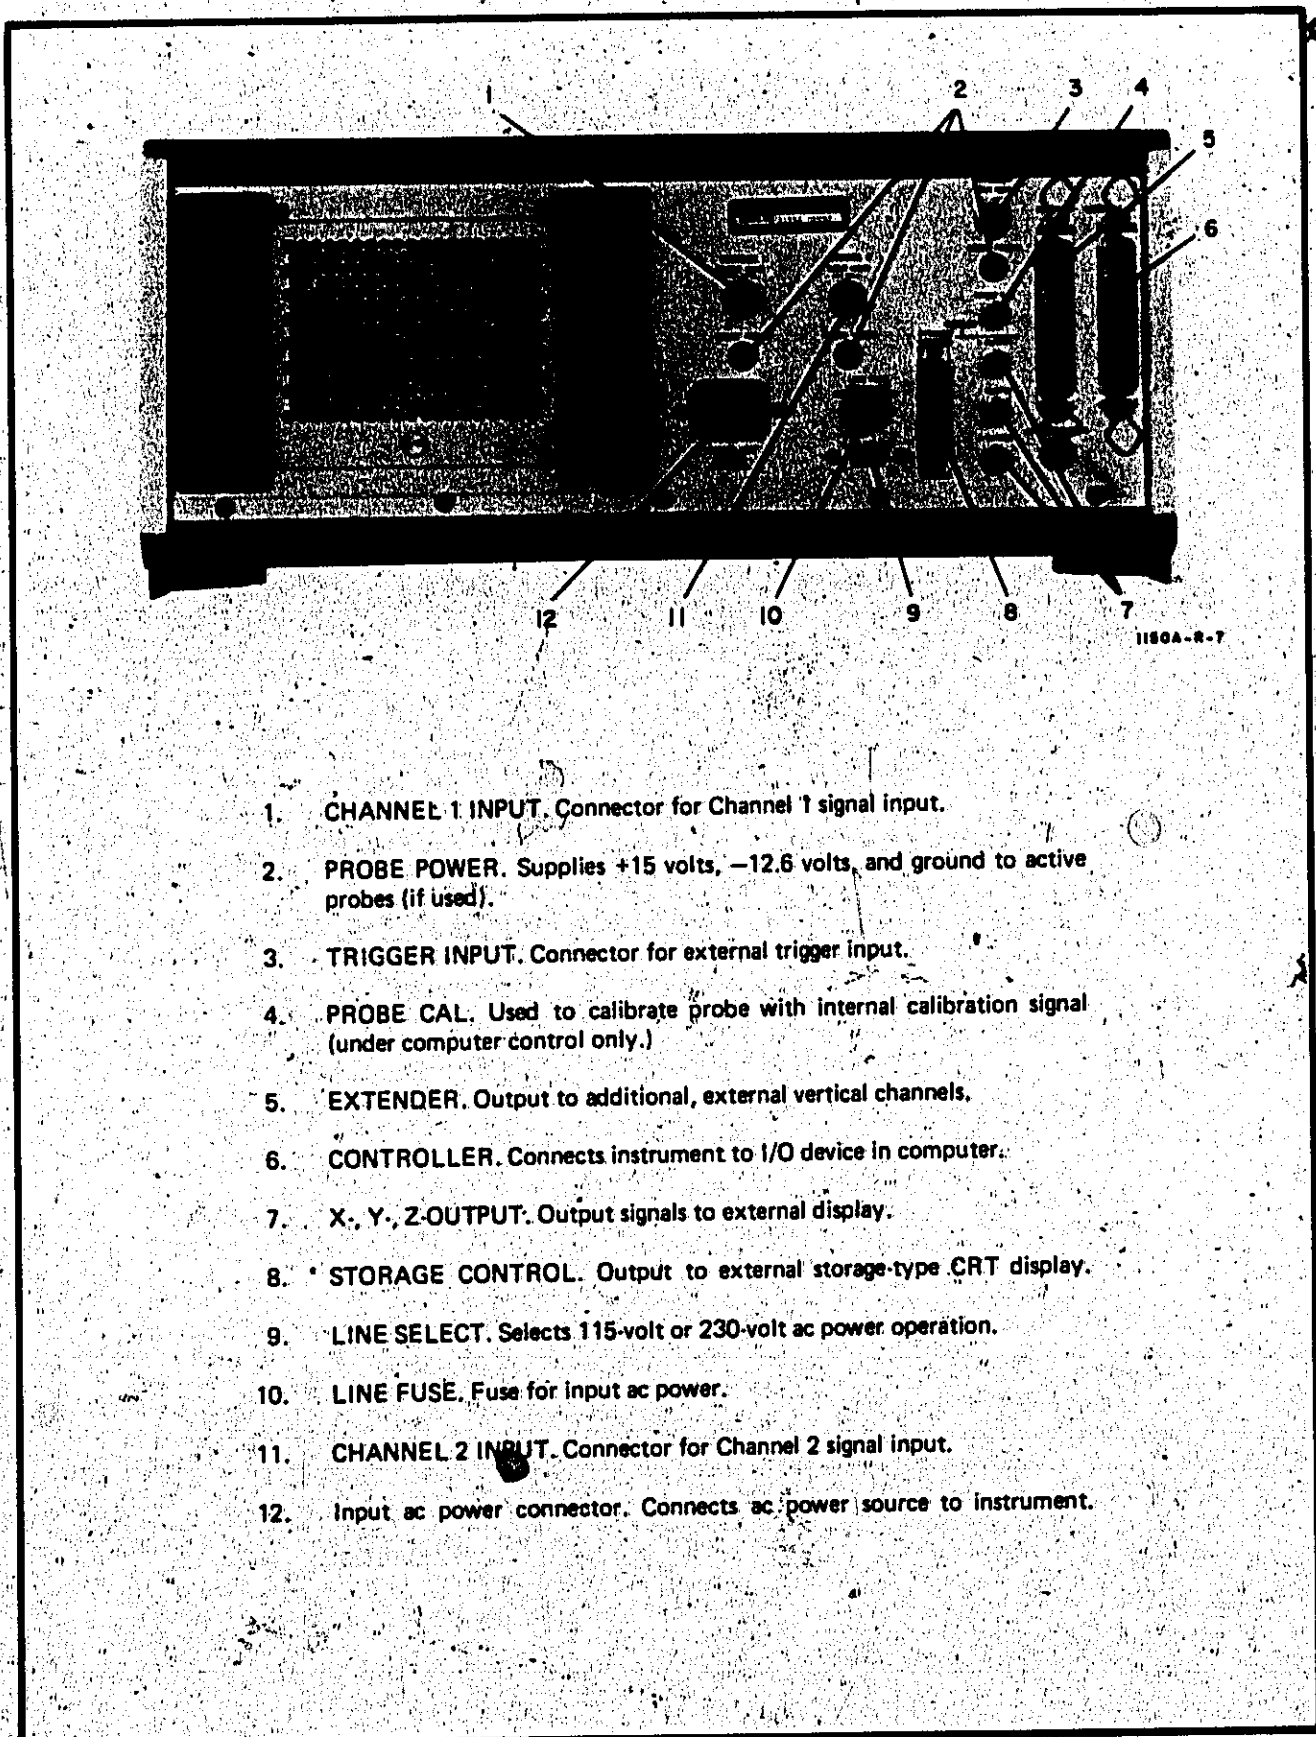 1
2
3
4
5
6
12
11
10
9
8
7
1180A-R-7
1. CHANNEL 1 INPUT. Connector for Channel 1 signal input.
2. PROBE POWER. Supplies +15 volts, −12.6 volts, and ground to active
probes (if used).
3. TRIGGER INPUT. Connector for external trigger input.
4. PROBE CAL. Used to calibrate probe with internal calibration signal
(under computer control only.)
5. EXTENDER. Output to additional, external vertical channels.
6. CONTROLLER. Connects instrument to I/O device in computer.
7. X-, Y-, Z-OUTPUT. Output signals to external display.
8. STORAGE CONTROL. Output to external storage-type CRT display.
9. LINE SELECT. Selects 115-volt or 230-volt ac power operation.
10. LINE FUSE. Fuse for input ac power.
11. CHANNEL 2 INPUT. Connector for Channel 2 signal input.
12. Input ac power connector. Connects ac power source to instrument.